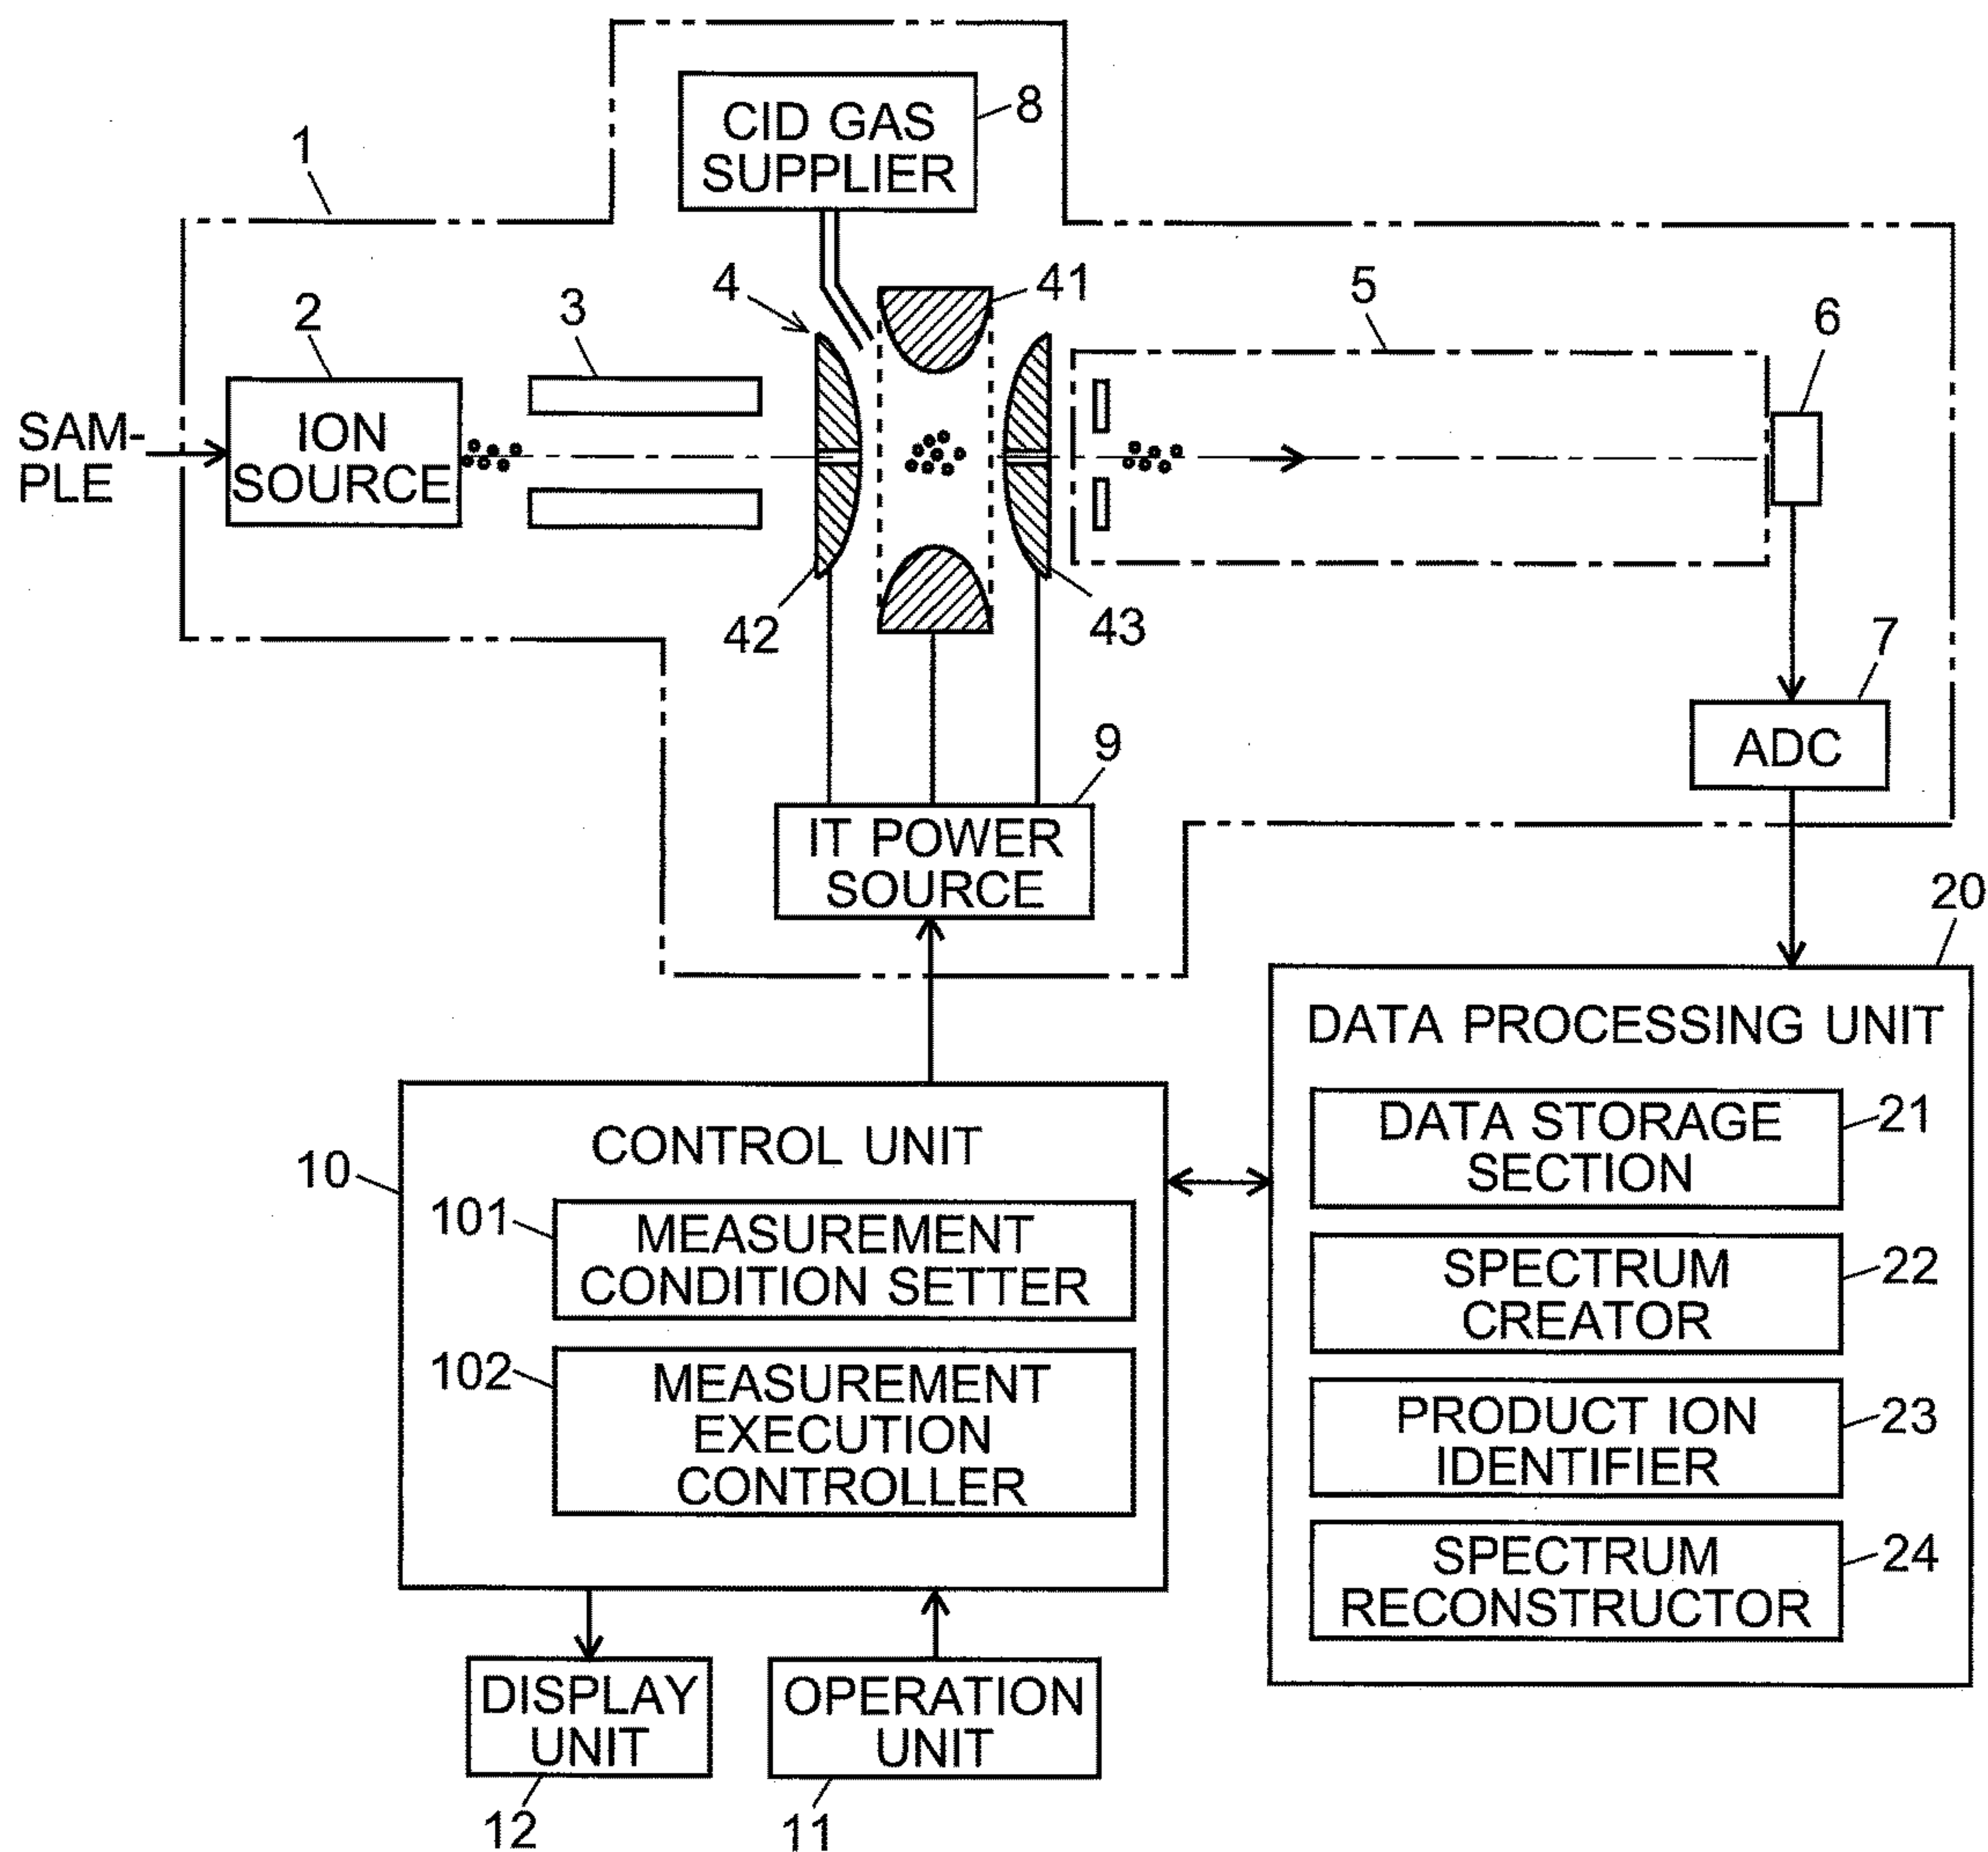 1
CID GAS
SUPPLIER
8
2
3
4
41
5
6
SAM-
PLE
ION
SOURCE
42
43
7
ADC
9
IT POWER
SOURCE
20
DATA PROCESSING UNIT
DATA STORAGE
SECTION
21
SPECTRUM
CREATOR
22
PRODUCT ION
IDENTIFIER
23
SPECTRUM
RECONSTRUCTOR
24
10
CONTROL UNIT
101
MEASUREMENT
CONDITION SETTER
102
MEASUREMENT
EXECUTION
CONTROLLER
DISPLAY
UNIT
12
OPERATION
UNIT
11